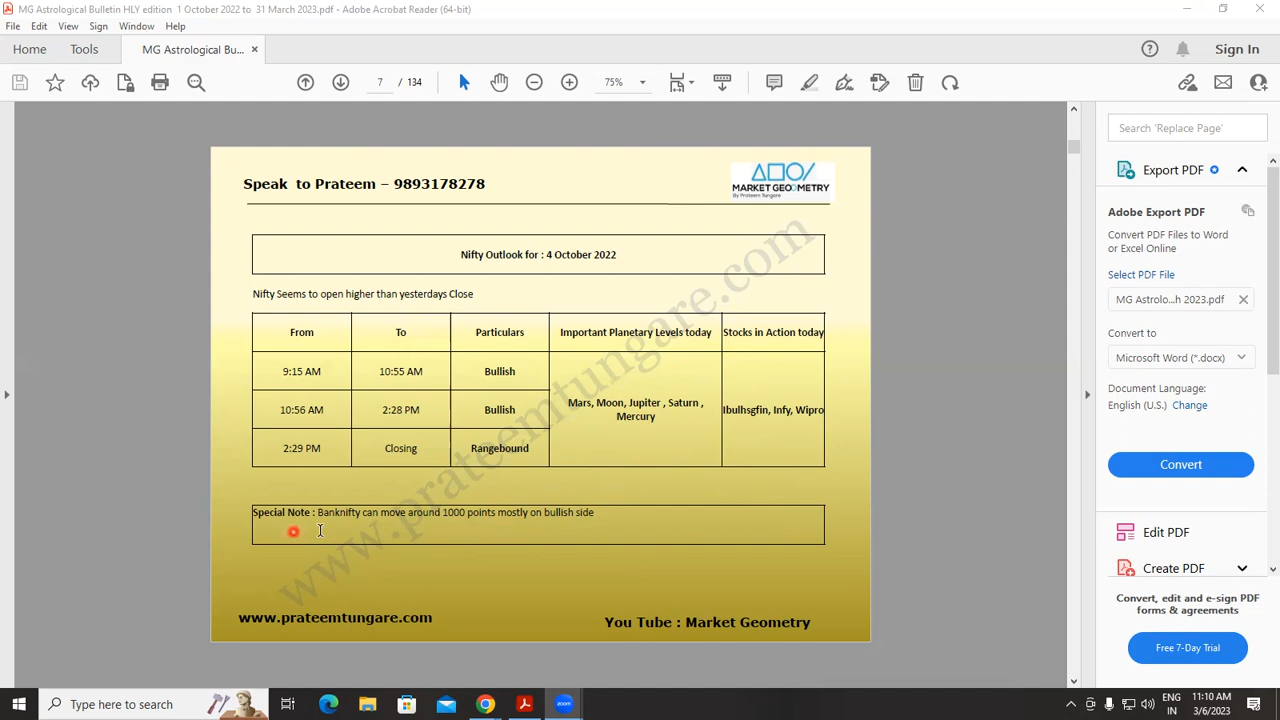 MG Astrological Bulletin HLY edition 1 October 2022 to 31 March 2023.pdf - Adobe Acrobat Reader (64-bit)
File Edit View Sign Window Help
Home Tools MG Astrological Bu... × Sign In
7 / 134 75%
Search 'Replace Page'
Speak to Prateem – 9893178278
MARKET GEOMETRY
By Prateem Tungare
Export PDF
Adobe Export PDF
Convert PDF Files to Word
or Excel Online
Select PDF File
MG Astrolo...h 2023.pdf
Convert to
Microsoft Word (*.docx)
Document Language:
English (U.S.) Change
Convert
Edit PDF
Create PDF
Convert, edit and e-sign PDF
forms & agreements
Free 7-Day Trial
Nifty Outlook for : 4 October 2022
Nifty Seems to open higher than yesterdays Close
From To Particulars Important Planetary Levels today Stocks in Action today
9:15 AM 10:55 AM Bullish
10:56 AM 2:28 PM Bullish
Mars, Moon, Jupiter , Saturn ,
Mercury
Ibulhsgfin, Infy, Wipro
2:29 PM Closing Rangebound
Special Note : Banknifty can move around 1000 points mostly on bullish side
www.prateemtungare.com
www.prateemtungare.com
You Tube : Market Geometry
Type here to search
zoom
ENG
IN
11:10 AM
3/6/2023